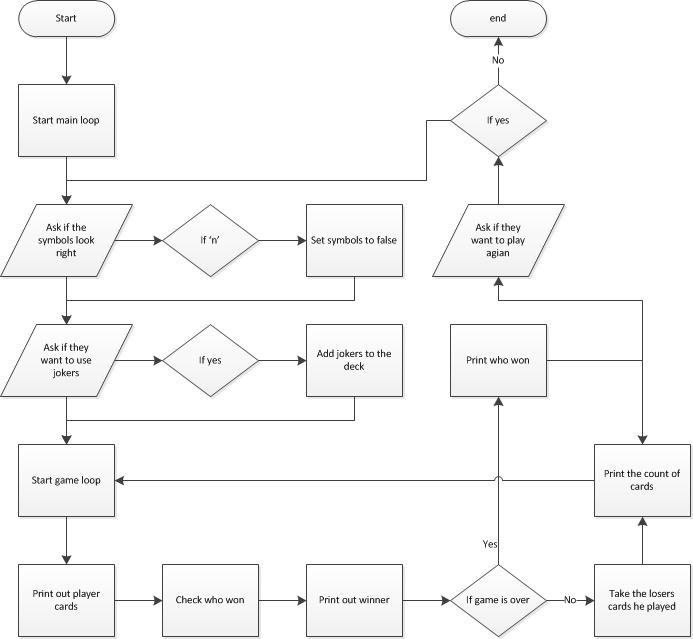 Start
end
No
Start main loop
If yes
Ask if the
symbols look
right
If ‘n’
Set symbols to false
Ask if they
want to play
agian
Ask if they
want to use
jokers
If yes
Add jokers to the
deck
Print who won
Start game loop
Print the count of
cards
Yes
Print out player
cards
Check who won
Print out winner
If game is over
No
Take the losers
cards he played